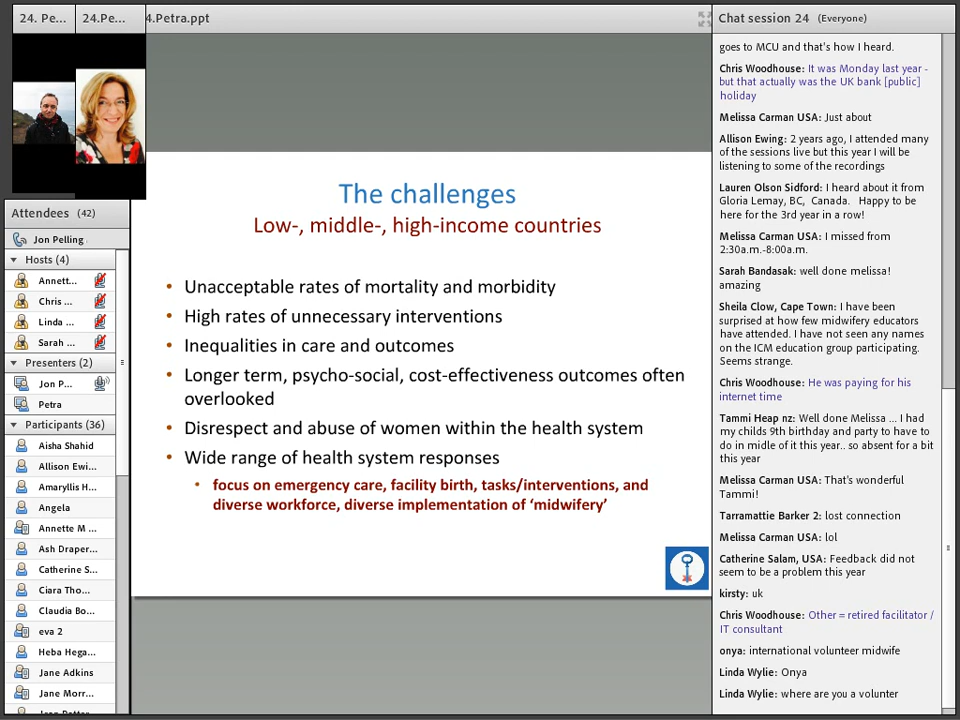 24. Pe...
24.Pe...
4.Petra.ppt
Attendees (42)
Jon Pelling
Hosts (4)
Annett...
Chris ...
Linda ...
Sarah ...
Presenters (2)
Jon P...
Petra
Participants (36)
Aisha Shahid
Allison Ewi...
Amaryllis H...
Angela
Annette M ...
Ash Draper...
Catherine S...
Ciara Tho...
Claudia Bo...
eva 2
Heba Hega...
Jane Adkins
Jane Morr...
The challenges
Low-, middle-, high-income countries
• Unacceptable rates of mortality and morbidity
• High rates of unnecessary interventions
• Inequalities in care and outcomes
• Longer term, psycho-social, cost-effectiveness outcomes often
overlooked
• Disrespect and abuse of women within the health system
• Wide range of health system responses
• focus on emergency care, facility birth, tasks/interventions, and
diverse workforce, diverse implementation of ‘midwifery’
Chat session 24 (Everyone)
goes to MCU and that's how I heard.
Chris Woodhouse: It was Monday last year -
but that actually was the UK bank [public]
holiday
Melissa Carman USA: Just about
Allison Ewing: 2 years ago, I attended many
of the sessions live but this year I will be
listening to some of the recordings
Lauren Olson Sidford: I heard about it from
Gloria Lemay, BC, Canada. Happy to be
here for the 3rd year in a row!
Melissa Carman USA: I missed from
2:30a.m.-8:00a.m.
Sarah Bandasak: well done melissa!
amazing
Sheila Clow, Cape Town: I have been
surprised at how few midwifery educators
have attended. I have not seen any names
on the ICM education group participating.
Seems strange.
Chris Woodhouse: He was paying for his
internet time
Tammi Heap nz: Well done Melissa ... I had
my childs 9th birthday and party to have to
do in midle of it this year.. so absent for a bit
this year
Melissa Carman USA: That's wonderful
Tammi!
Tarramattie Barker 2: lost connection
Melissa Carman USA: lol
Catherine Salam, USA: Feedback did not
seem to be a problem this year
kirsty: uk
Chris Woodhouse: Other = retired facilitator /
IT consultant
onya: international volunteer midwife
Linda Wylie: Onya
Linda Wylie: where are you a volunter